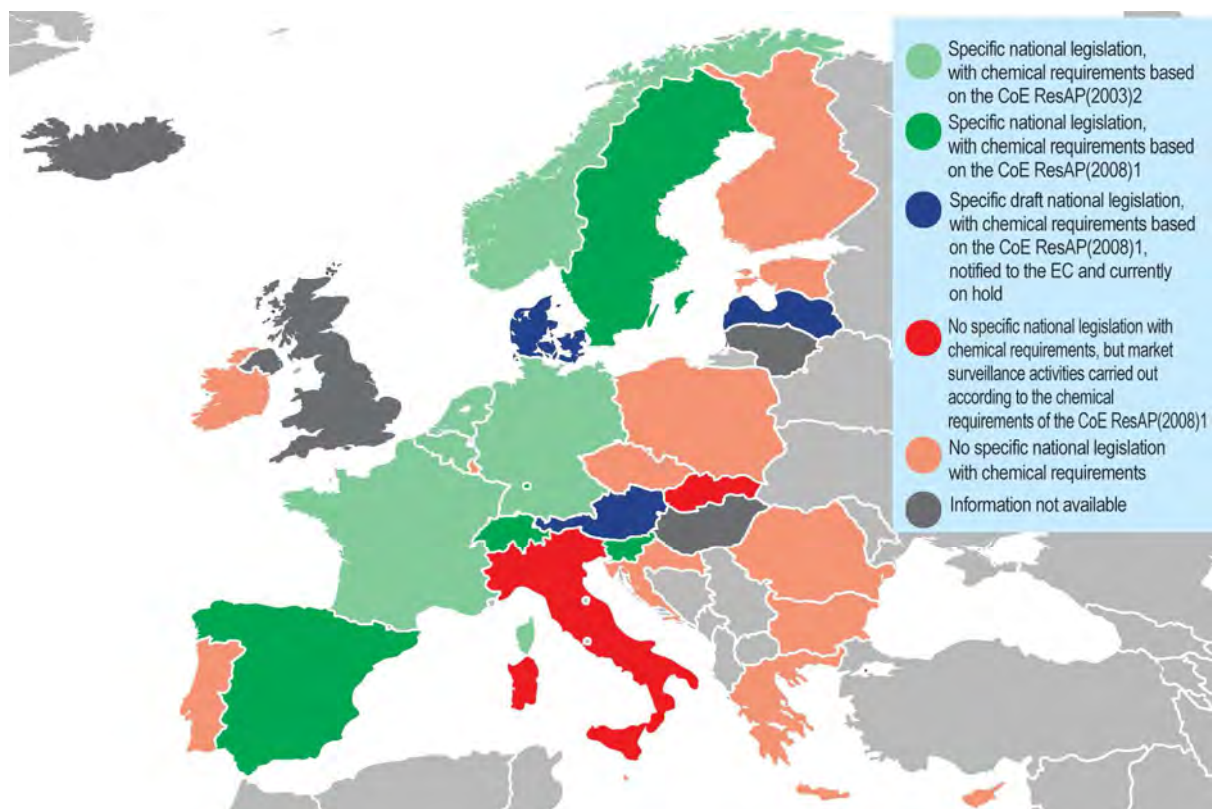 Specific national legislation,
with chemical requirements based
on the CoE ResAP(2003)2
Specific national legislation,
with chemical requirements based
on the CoE ResAP(2008)1
Specific draft national legislation,
with chemical requirements based
on the CoE ResAP(2008)1,
notified to the EC and currently
on hold
No specific national legislation with
chemical requirements, but market
surveillance activities carried out
according to the chemical
requirements of the CoE ResAP(2008)1
No specific national legislation
with chemical requirements
Information not available